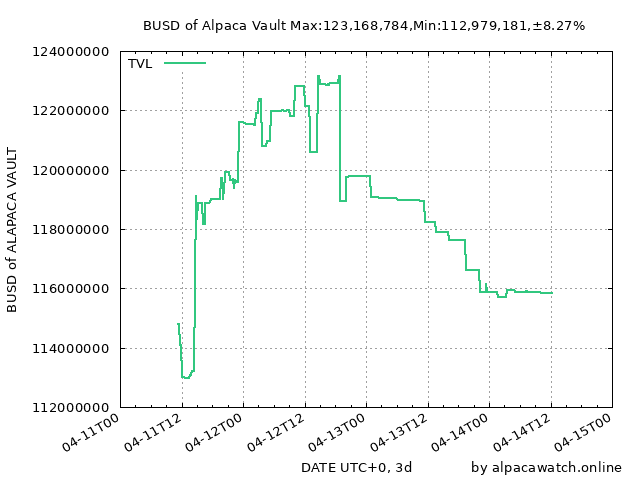 BUSD of Alpaca Vault Max:123,168,784,Min:112,979,181,±8.27%
124000000
TVL
122000000
120000000
118000000
116000000
114000000
112000000
BUSD of ALAPACA VAULT
04-11T00
04-11T12
04-12T00
04-12T12
04-13T00
04-13T12
04-14T00
04-14T12
04-15T00
DATE UTC+0, 3d
by alpacawatch.online